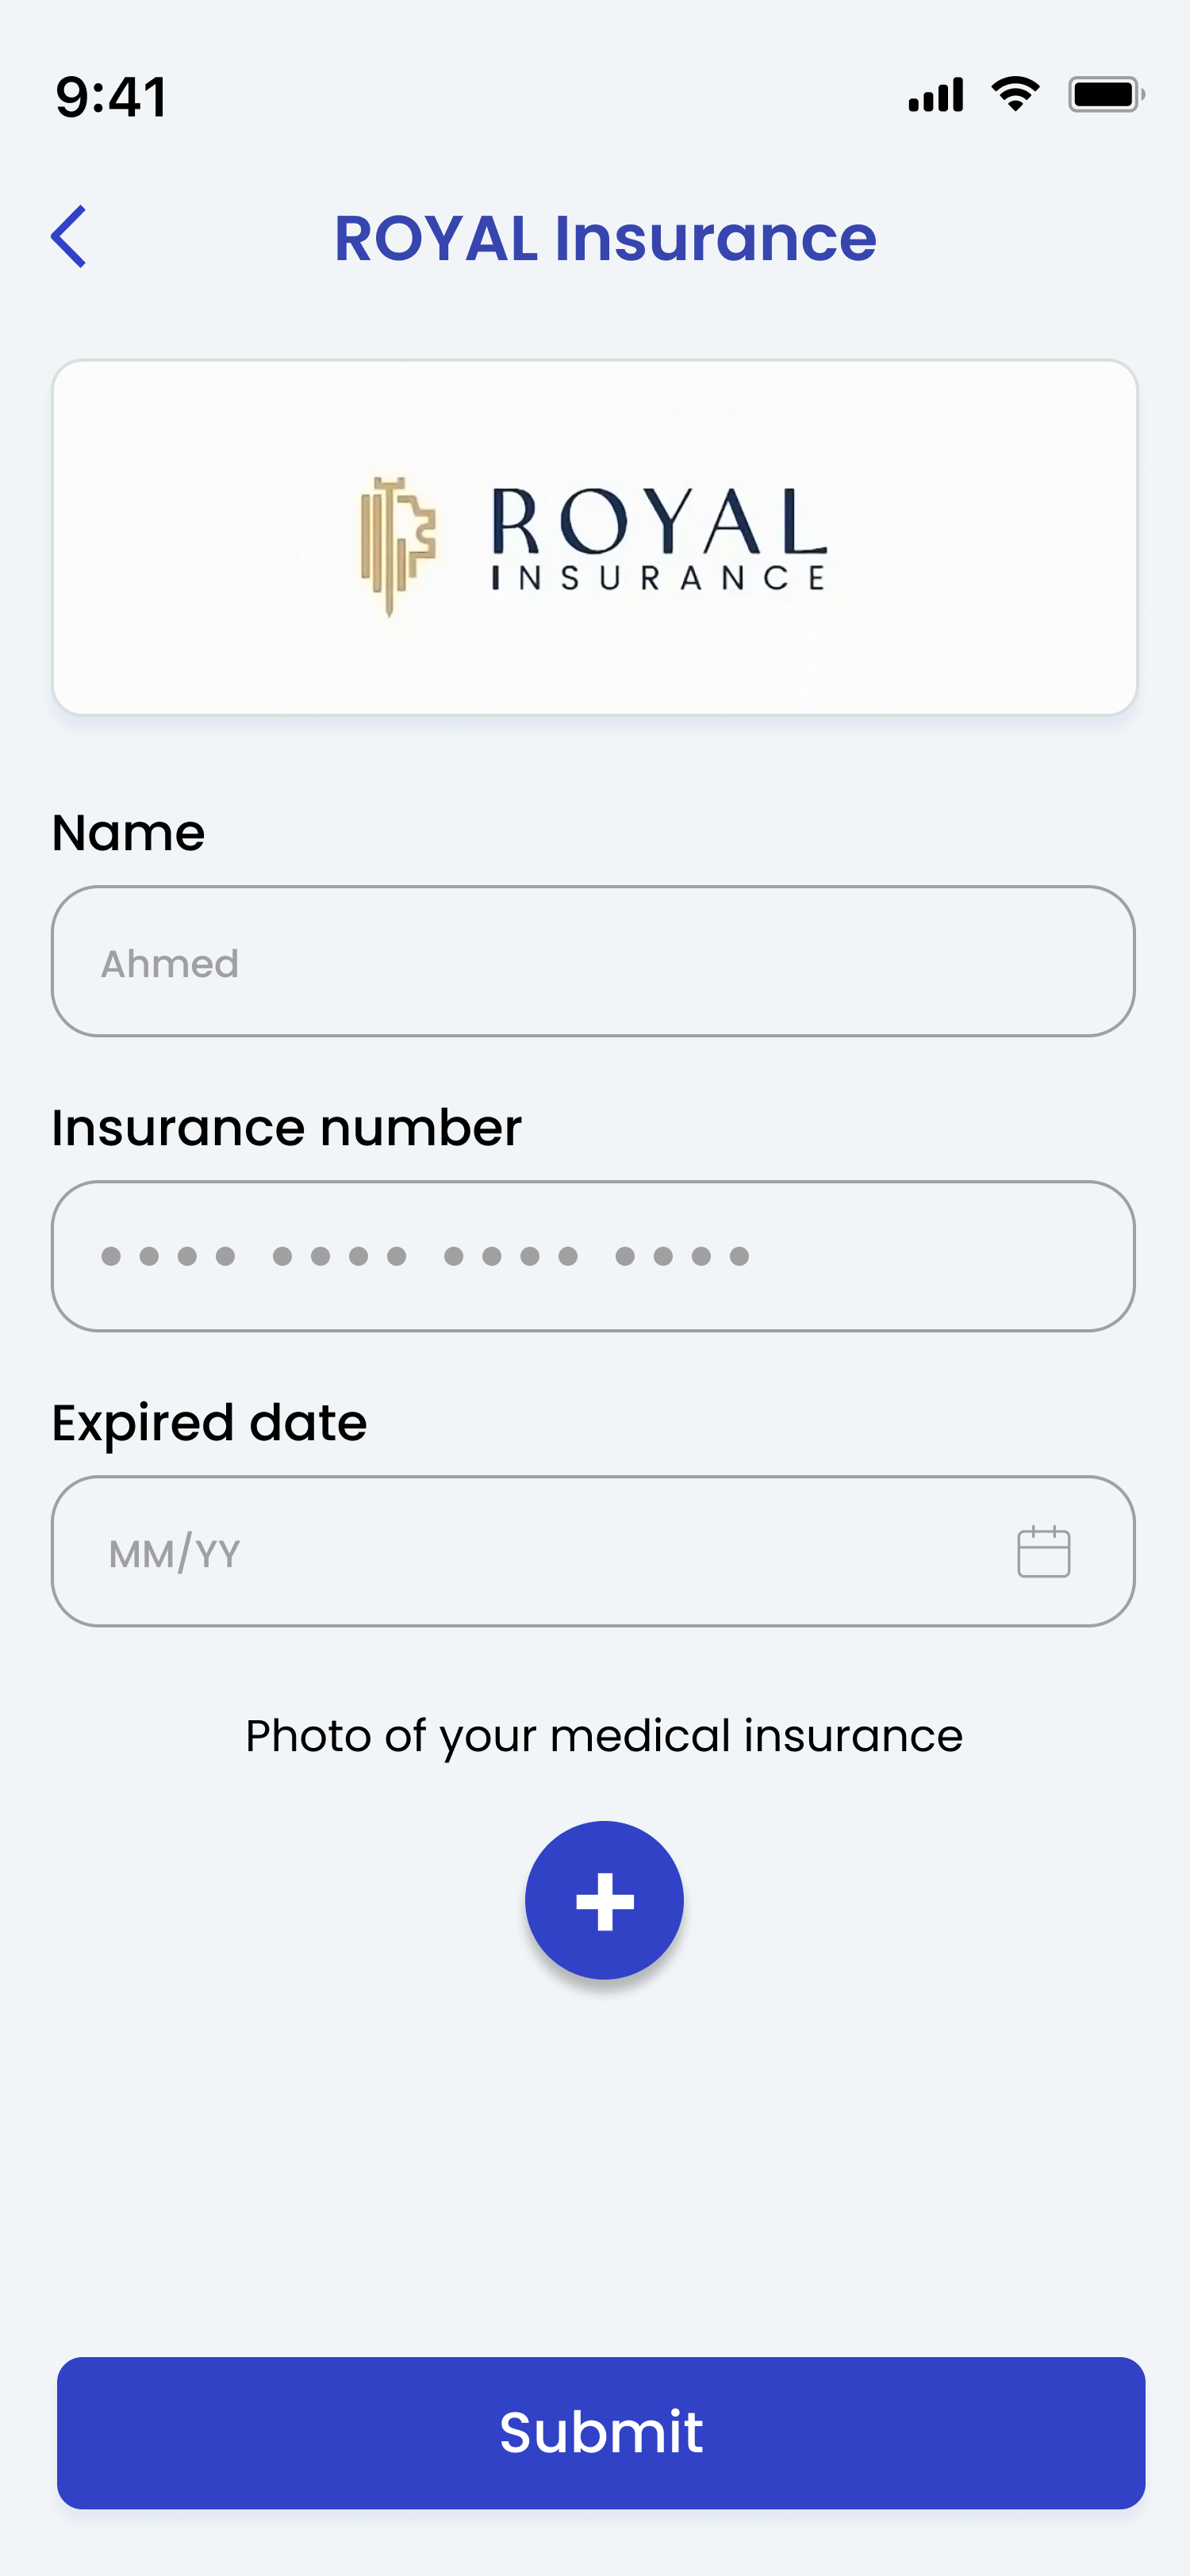 9:41
ROYAL Insurance
ROYAL
INSURANCE
Name
Ahmed
Insurance number
•••• •••• •••• ••••
Expired date
MM/YY
Photo of your medical insurance
+
Submit